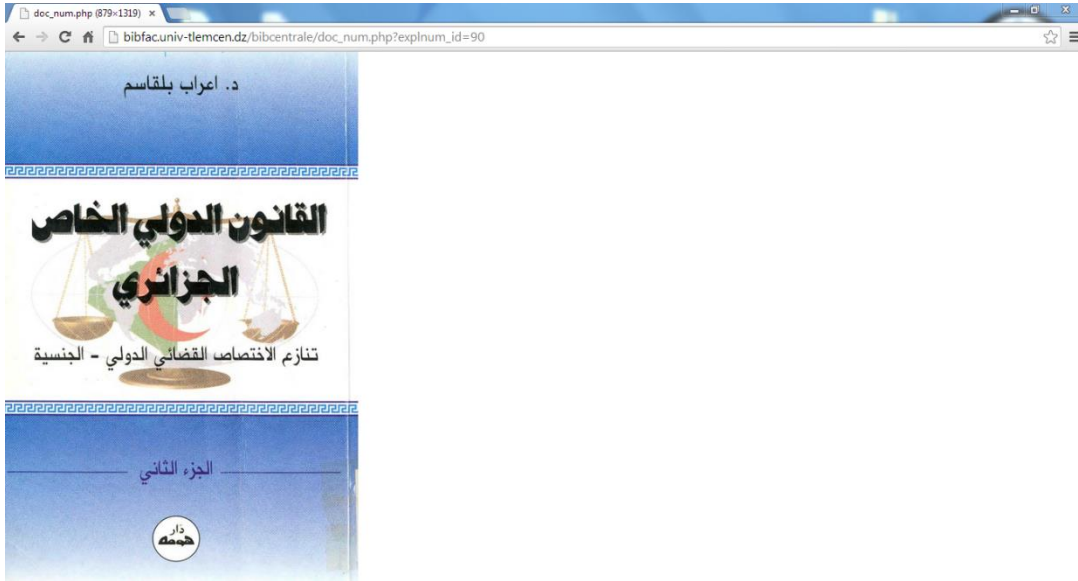 doc_num.php (879×1319)
bibfac.univ-tlemcen.dz/bibcentrale/doc_num.php?explnum_id=90
د. اعراب بلقاسم
القانون الدولي الخاص
الجزائري
تنازع الاختصاص القضائي الدولي - الجنسية
الجزء الثاني
دار
هومه